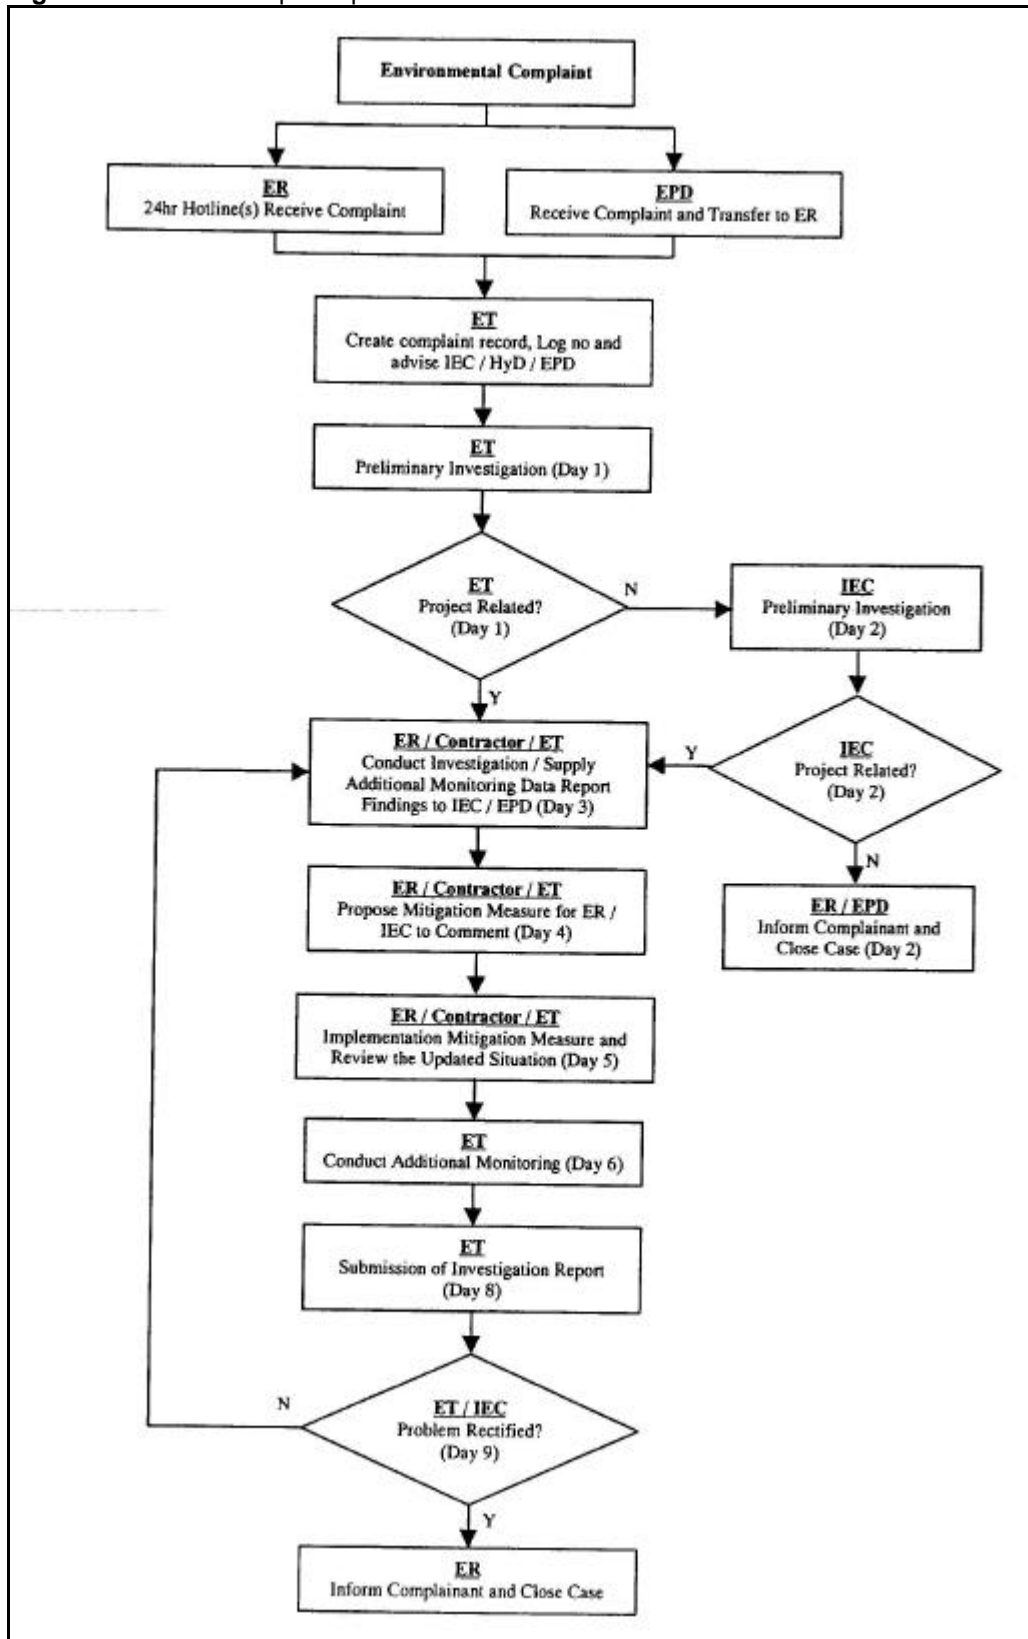 Environmental Complaint
ER
24hr Hotline(s) Receive Complaint
EPD
Receive Complaint and Transfer to ER
ET
Create complaint record, Log no and
advise IEC / HyD / EPD
ET
Preliminary Investigation (Day 1)
ET
Project Related?
(Day 1)
N
IEC
Preliminary Investigation
(Day 2)
Y
ER / Contractor / ET
Conduct Investigation / Supply
Additional Monitoring Data Report
Findings to IEC / EPD (Day 3)
Y
IEC
Project Related?
(Day 2)
N
ER / Contractor / ET
Propose Mitigation Measure for ER /
IEC to Comment (Day 4)
ER / EPD
Inform Complainant and
Close Case (Day 2)
ER / Contractor / ET
Implementation Mitigation Measure and
Review the Updated Situation (Day 5)
ET
Conduct Additional Monitoring (Day 6)
ET
Submission of Investigation Report
(Day 8)
N
ET / IEC
Problem Rectified?
(Day 9)
Y
ER
Inform Complainant and Close Case